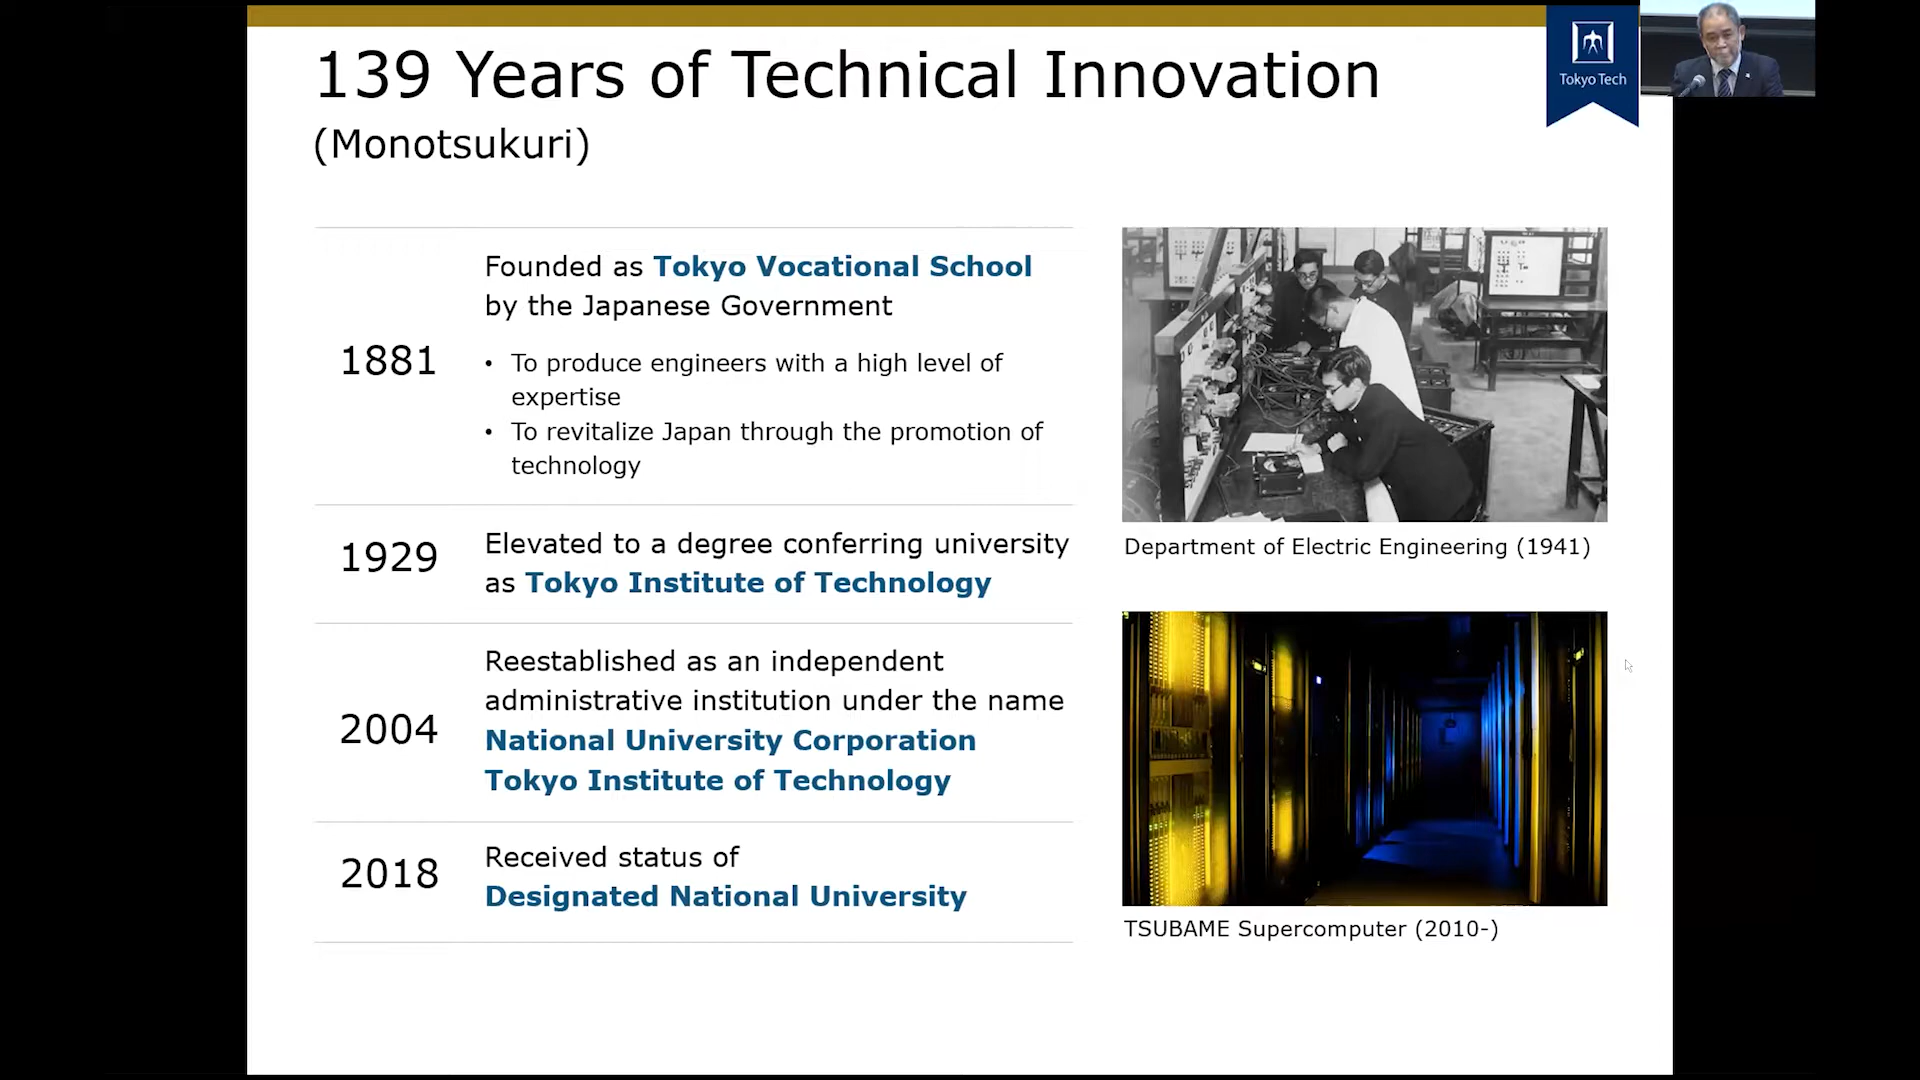 139 Years of Technical Innovation
(Monotsukuri)
Tokyo Tech
1881
Founded as Tokyo Vocational School
by the Japanese Government
• To produce engineers with a high level of
expertise
• To revitalize Japan through the promotion of
technology
1929
Elevated to a degree conferring university
as Tokyo Institute of Technology
2004
Reestablished as an independent
administrative institution under the name
National University Corporation
Tokyo Institute of Technology
2018
Received status of
Designated National University
Department of Electric Engineering (1941)
TSUBAME Supercomputer (2010-)